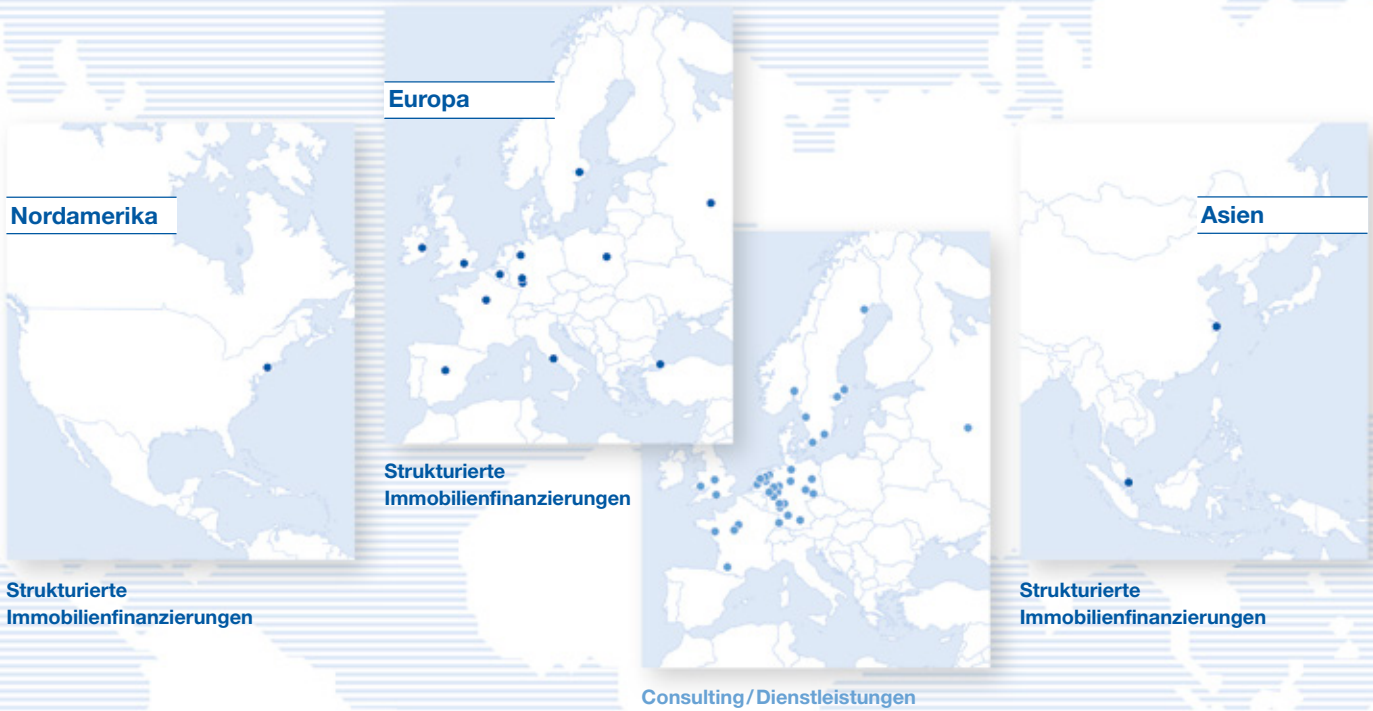 Europa
Nordamerika
Asien
Strukturierte
Immobilienfinanzierungen
Strukturierte
Immobilienfinanzierungen
Strukturierte
Immobilienfinanzierungen
Consulting/Dienstleistungen